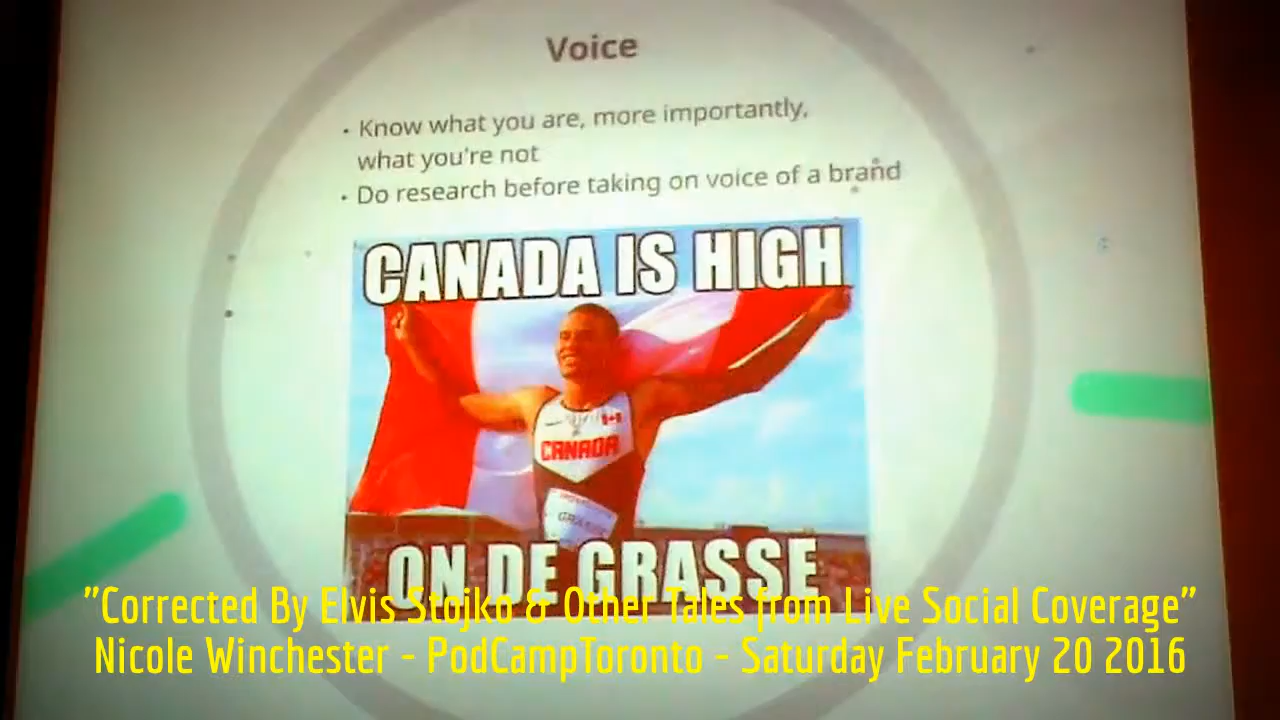 Voice
• Know what you are, more importantly,
what you're not
• Do research before taking on voice of a brand
CANADA IS HIGH
CANADA
GRASSE
ON DE GRASSE
"Corrected By Elvis Stojko & Other Tales from Live Social Coverage"
Nicole Winchester - PodCampToronto - Saturday February 20 2016